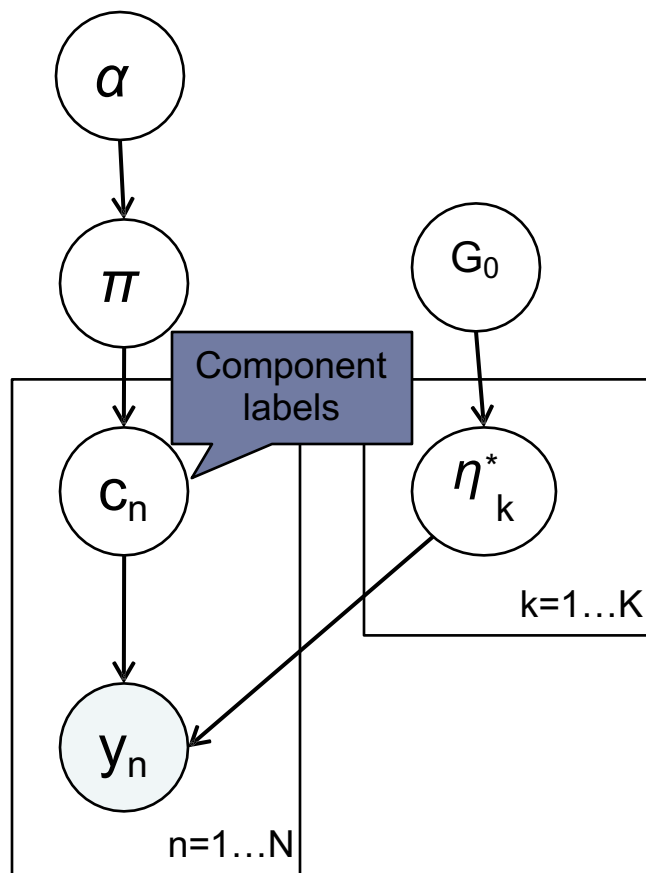 α
π
G₀
Component
labels
cₙ
η*ₖ
k=1…K
yₙ
n=1…N